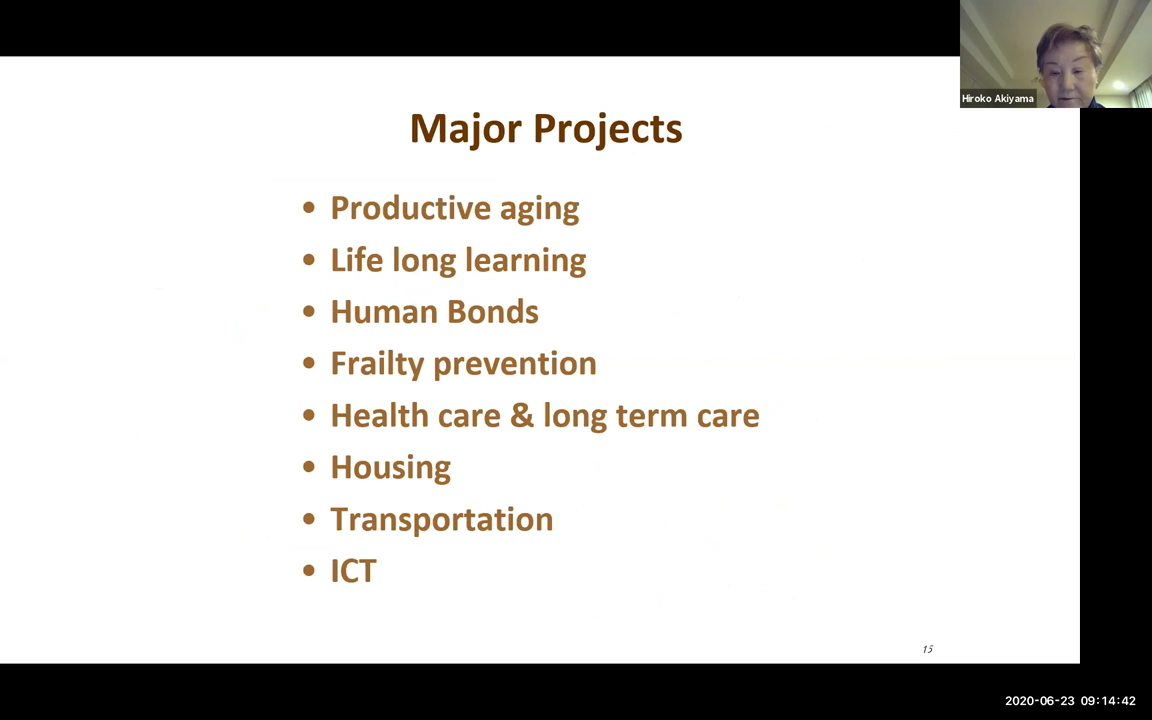 Hiroko Akiyama
Major Projects
• Productive aging
• Life long learning
• Human Bonds
• Frailty prevention
• Health care & long term care
• Housing
• Transportation
• ICT
15
2020-06-23 09:14:42